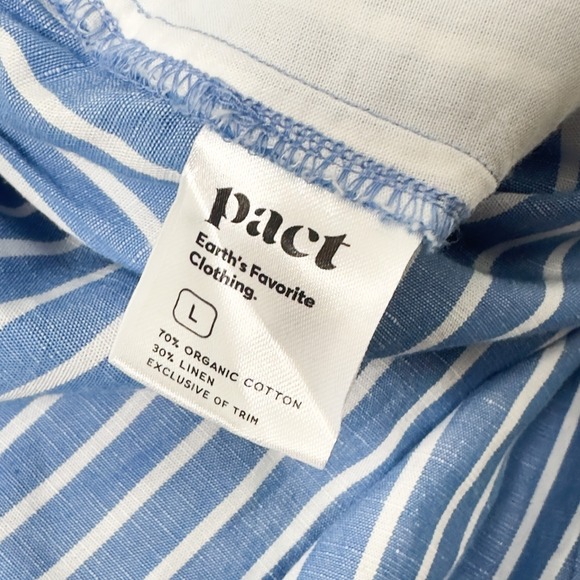 pact
Earth's Favorite
Clothing.
L
70% ORGANIC COTTON
30% LINEN
EXCLUSIVE OF TRIM